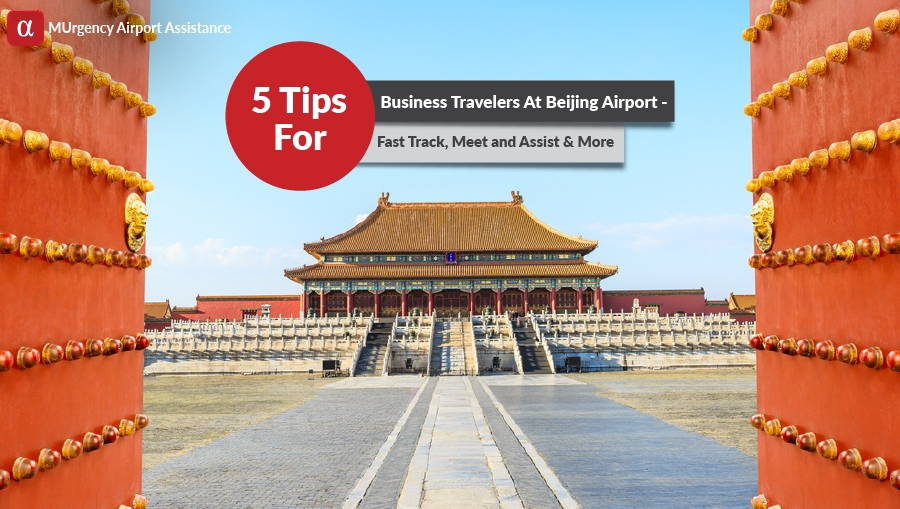 α MUrgency Airport Assistance
5 Tips
For
Business Travelers At Beijing Airport -
Fast Track, Meet and Assist & More